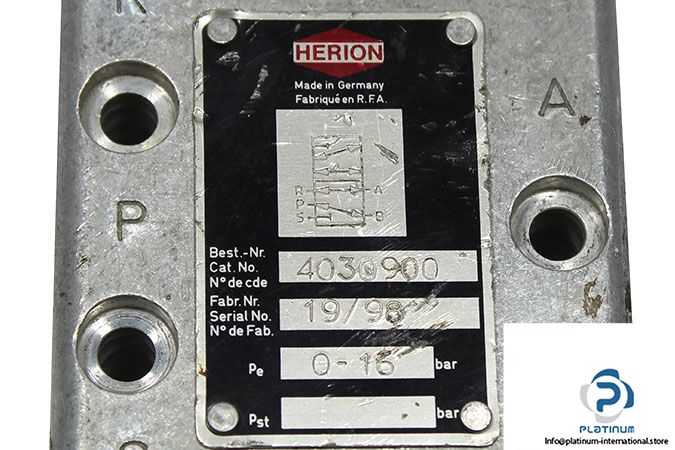 HERION
Made in Germany
Fabriqué en R.F.A.
A
R A
P
S B
P
Best.-Nr.
Cat. No. 4030900
N° de cde
Fabr. Nr.
Serial No. 19/98
N° de Fab.
Pe 0-16 bar
Pst bar
PLATINUM
Info@platinum-international.store